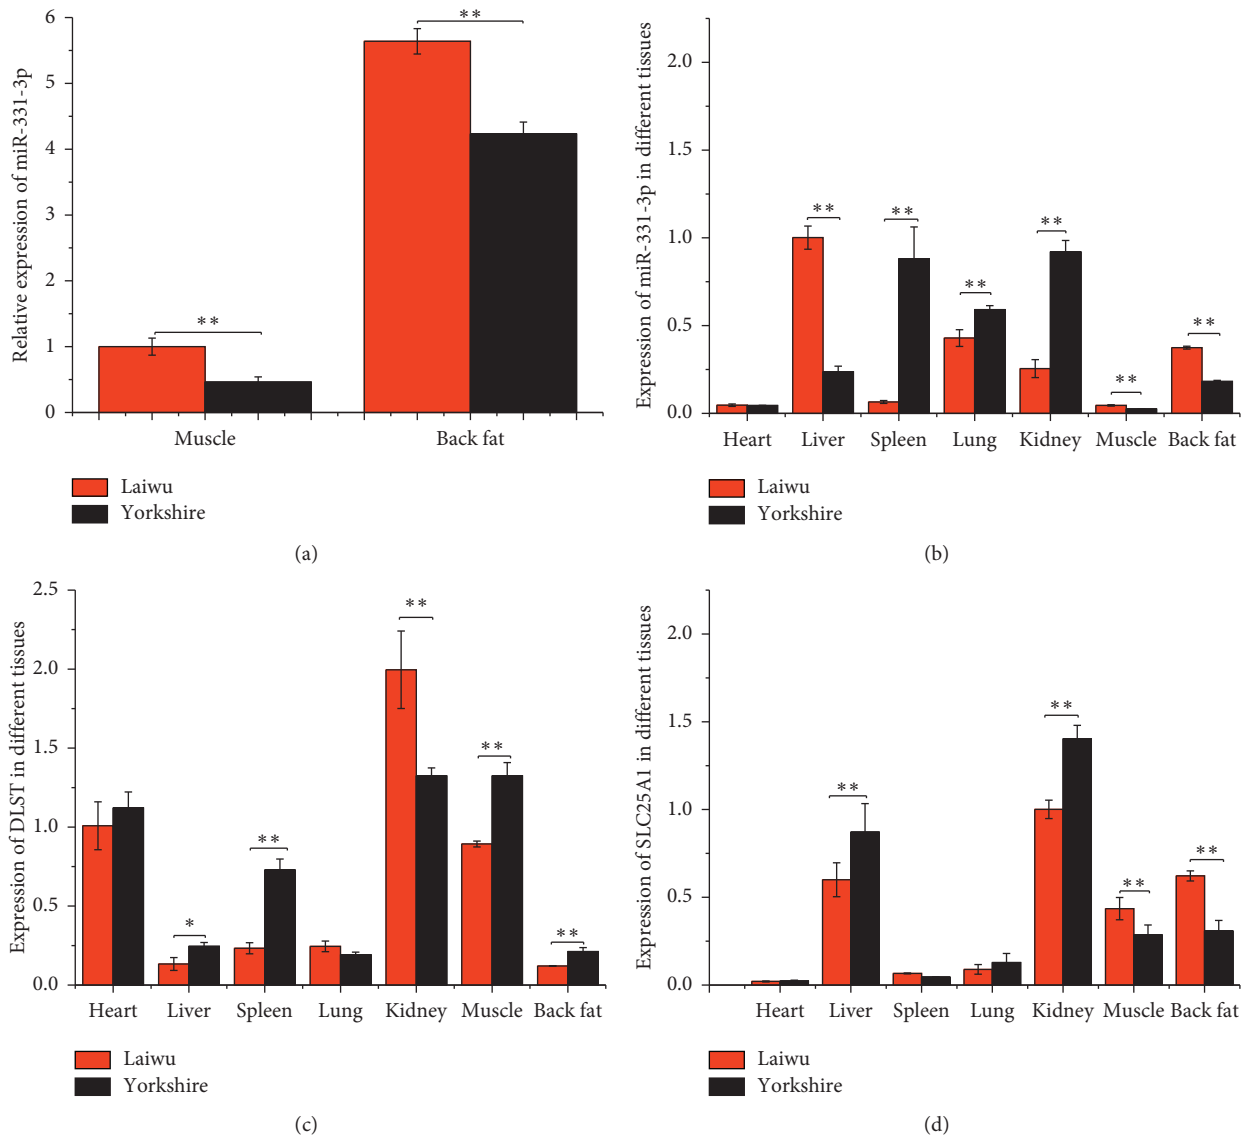 Relative expression of miR-331-3p
6
5
4
3
2
1
0
**
**
Muscle Back fat
Laiwu
Yorkshire
(a)
Expression of miR-331-3p in different tissues
2.0
1.5
1.0
0.5
0.0
** ** ** ** ** **
Heart Liver Spleen Lung Kidney Muscle Back fat
Laiwu
Yorkshire
(b)
Expression of DLST in different tissues
2.5
2.0
1.5
1.0
0.5
0.0
* ** ** ** **
Heart Liver Spleen Lung Kidney Muscle Back fat
Laiwu
Yorkshire
(c)
Expression of SLC25A1 in different tissues
2.0
1.5
1.0
0.5
0.0
** ** ** **
Heart Liver Spleen Lung Kidney Muscle Back fat
Laiwu
Yorkshire
(d)